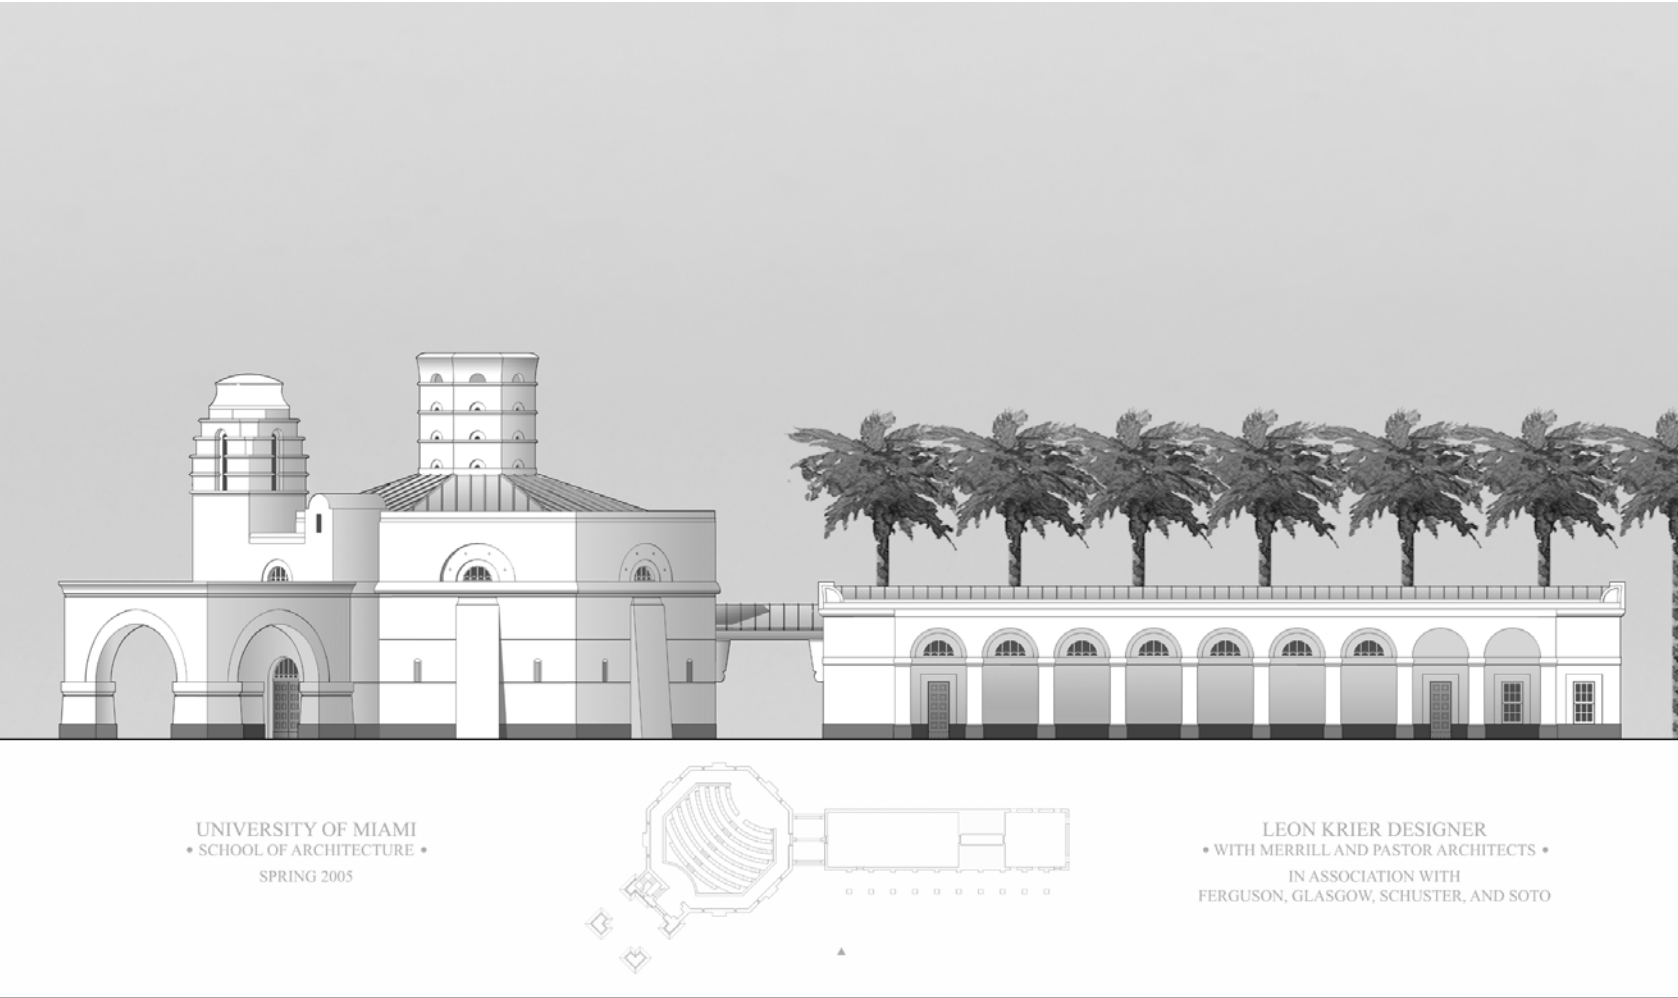 UNIVERSITY OF MIAMI
• SCHOOL OF ARCHITECTURE •
SPRING 2005
LEON KRIER DESIGNER
• WITH MERRILL AND PASTOR ARCHITECTS •
IN ASSOCIATION WITH
FERGUSON, GLASGOW, SCHUSTER, AND SOTO